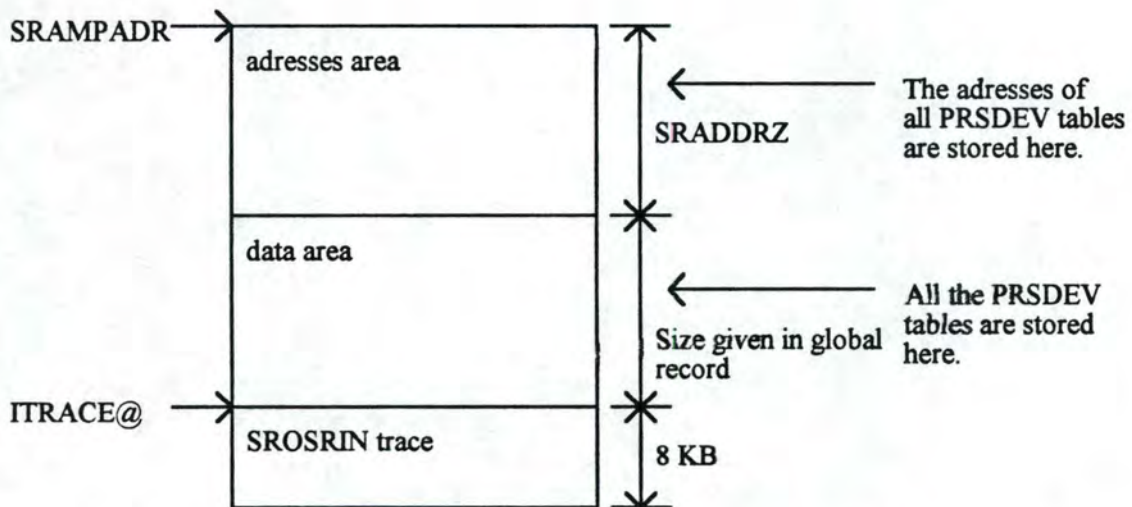 SRAMPADR
adresses area
SRADDRZ
The adresses of
all PRSDEV tables
are stored here.
data area
Size given in global
record
All the PRSDEV
tables are stored
here.
ITRACE@
SROSRIN trace
8 KB